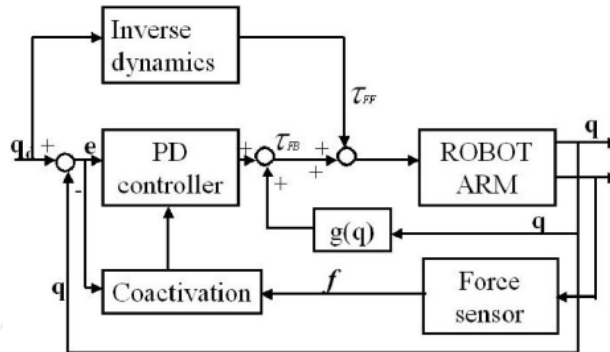 Inverse
dynamics
τFF
q
qd + e
PD
controller
+ τFB
+
+
+
ROBOT
ARM
-
g(q)
q
q
Coactivation
f
Force
sensor